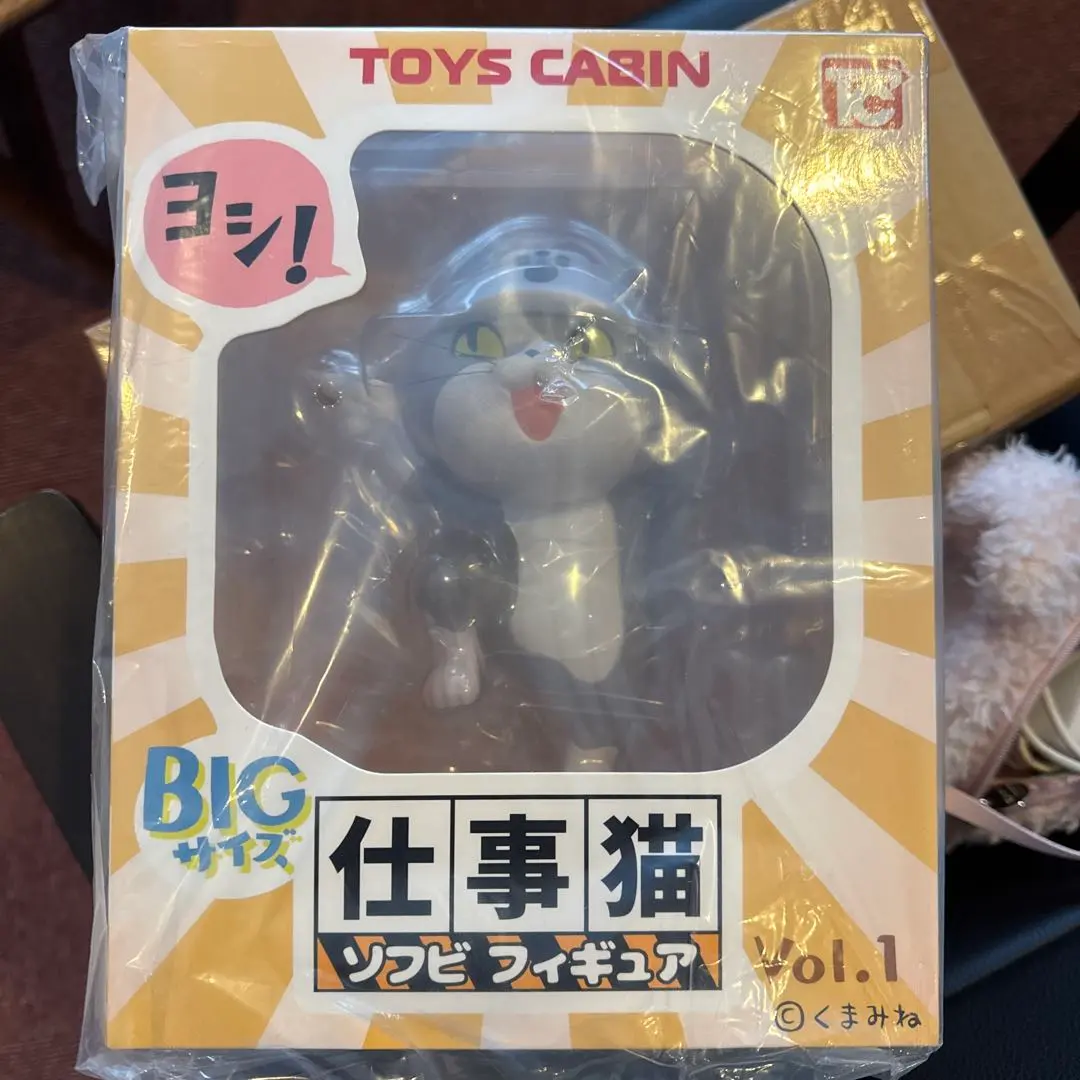 TOYS CABIN
TC
ヨシ!
BIG
サイズ
仕事猫
ソフビ フィギュア
Vol.1
©くまみね